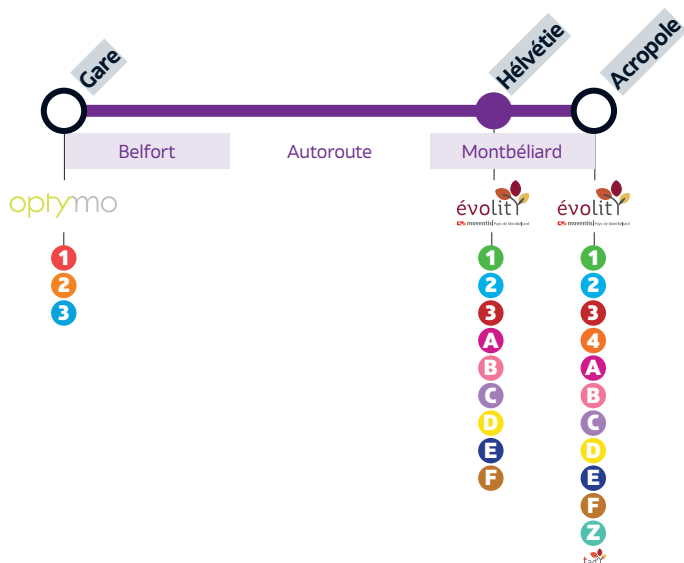 Gare
Hélvétie
Acropole
Belfort
Autoroute
Montbéliard
optymo
évolitY
moventis Pays de Montbéliard
évolitY
moventis Pays de Montbéliard
1
2
3
1
2
3
A
B
C
D
E
F
1
2
3
4
A
B
C
D
E
F
Z
tadY